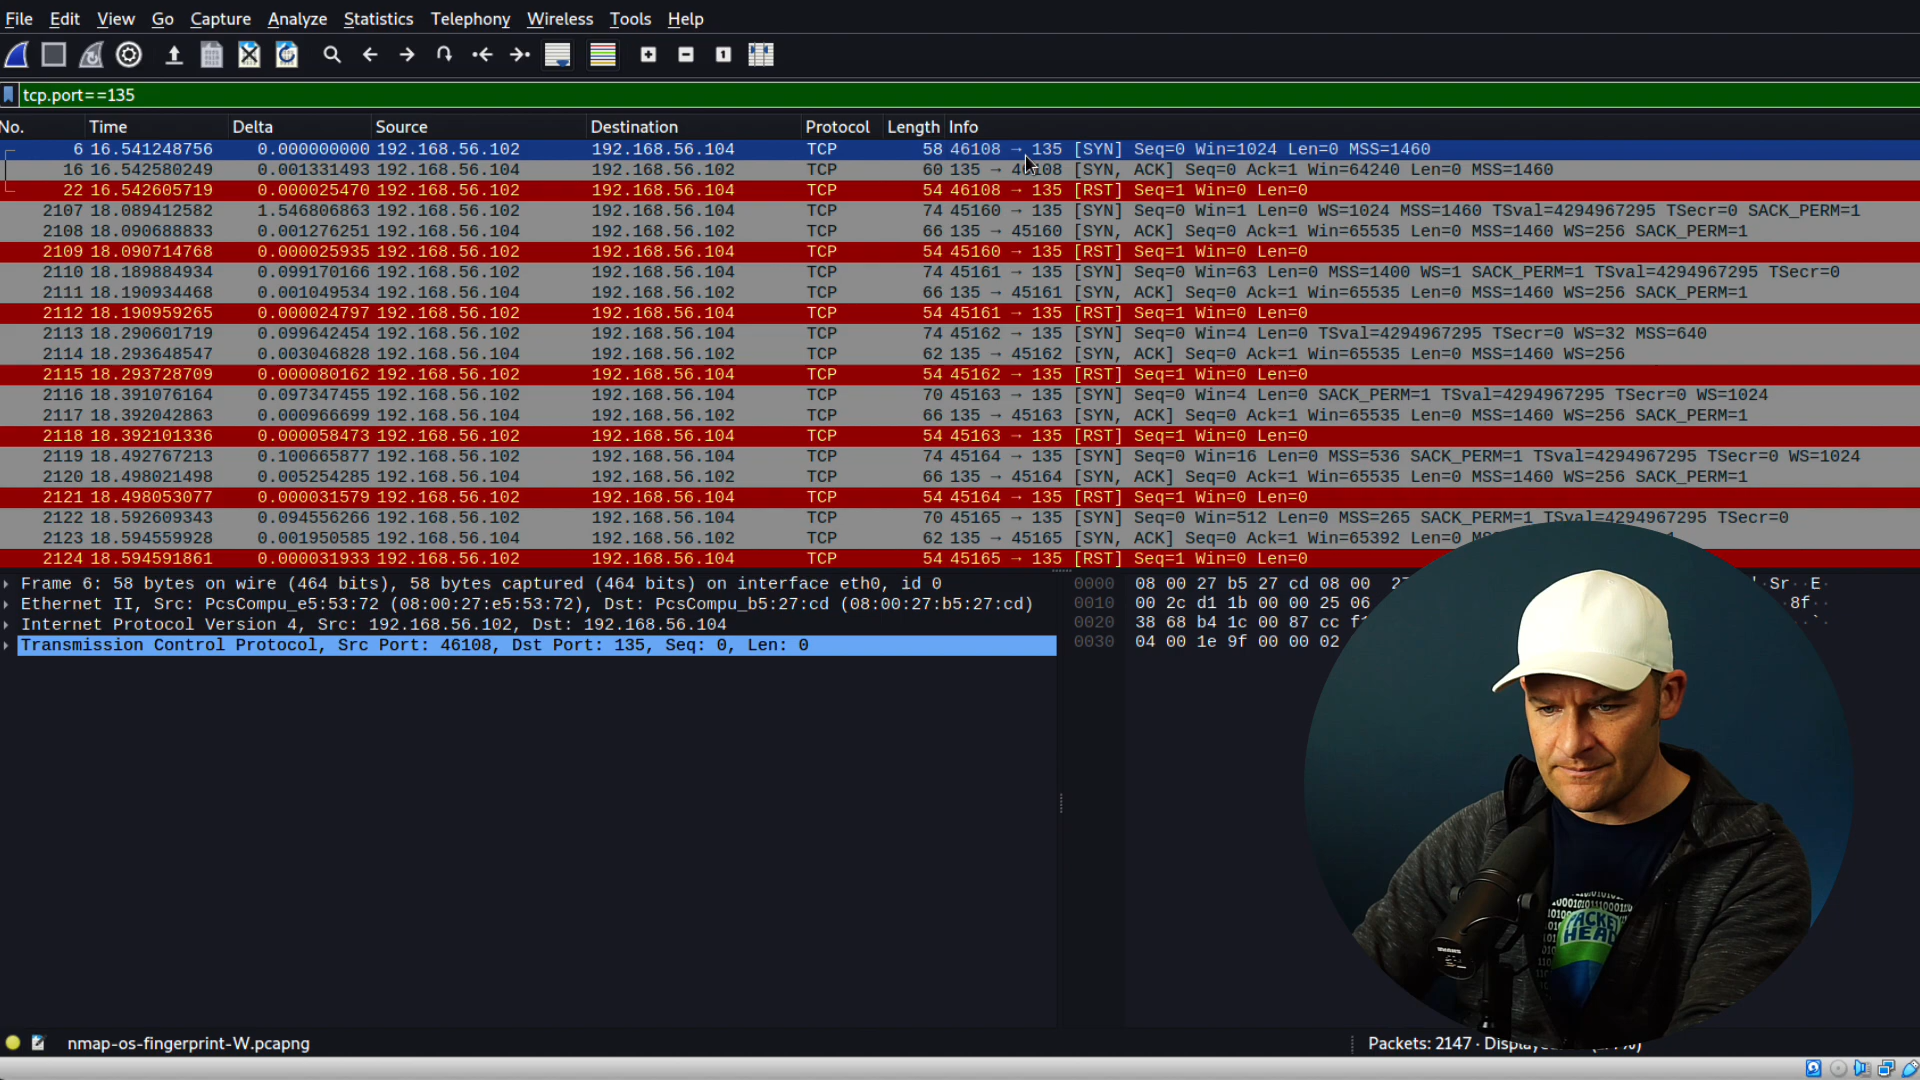 File Edit View Go Capture Analyze Statistics Telephony Wireless Tools Help
tcp.port==135
No. Time Delta Source Destination Protocol Length Info
6 16.541248756 0.000000000 192.168.56.102 192.168.56.104 TCP 58 46108 → 135 [SYN] Seq=0 Win=1024 Len=0 MSS=1460
16 16.542580249 0.001331493 192.168.56.104 192.168.56.102 TCP 60 135 → 46108 [SYN, ACK] Seq=0 Ack=1 Win=64240 Len=0 MSS=1460
22 16.542605719 0.000025470 192.168.56.102 192.168.56.104 TCP 54 46108 → 135 [RST] Seq=1 Win=0 Len=0
2107 18.089412582 1.546806863 192.168.56.102 192.168.56.104 TCP 74 45160 → 135 [SYN] Seq=0 Win=1 Len=0 WS=1024 MSS=1460 TSval=4294967295 TSecr=0 SACK_PERM=1
2108 18.090688833 0.001276251 192.168.56.104 192.168.56.102 TCP 66 135 → 45160 [SYN, ACK] Seq=0 Ack=1 Win=65535 Len=0 MSS=1460 WS=256 SACK_PERM=1
2109 18.090714768 0.000025935 192.168.56.102 192.168.56.104 TCP 54 45160 → 135 [RST] Seq=1 Win=0 Len=0
2110 18.189884934 0.099170166 192.168.56.102 192.168.56.104 TCP 74 45161 → 135 [SYN] Seq=0 Win=63 Len=0 MSS=1400 WS=1 SACK_PERM=1 TSval=4294967295 TSecr=0
2111 18.190934468 0.001049534 192.168.56.104 192.168.56.102 TCP 66 135 → 45161 [SYN, ACK] Seq=0 Ack=1 Win=65535 Len=0 MSS=1460 WS=256 SACK_PERM=1
2112 18.190959265 0.000024797 192.168.56.102 192.168.56.104 TCP 54 45161 → 135 [RST] Seq=1 Win=0 Len=0
2113 18.290601719 0.099642454 192.168.56.102 192.168.56.104 TCP 74 45162 → 135 [SYN] Seq=0 Win=4 Len=0 TSval=4294967295 TSecr=0 WS=32 MSS=640
2114 18.293648547 0.003046828 192.168.56.104 192.168.56.102 TCP 62 135 → 45162 [SYN, ACK] Seq=0 Ack=1 Win=65535 Len=0 MSS=1460 WS=256
2115 18.293728709 0.000080162 192.168.56.102 192.168.56.104 TCP 54 45162 → 135 [RST] Seq=1 Win=0 Len=0
2116 18.391076164 0.097347455 192.168.56.102 192.168.56.104 TCP 70 45163 → 135 [SYN] Seq=0 Win=4 Len=0 SACK_PERM=1 TSval=4294967295 TSecr=0 WS=1024
2117 18.392042863 0.000966699 192.168.56.104 192.168.56.102 TCP 66 135 → 45163 [SYN, ACK] Seq=0 Ack=1 Win=65535 Len=0 MSS=1460 WS=256 SACK_PERM=1
2118 18.392101336 0.000058473 192.168.56.102 192.168.56.104 TCP 54 45163 → 135 [RST] Seq=1 Win=0 Len=0
2119 18.492767213 0.100665877 192.168.56.102 192.168.56.104 TCP 74 45164 → 135 [SYN] Seq=0 Win=16 Len=0 MSS=536 SACK_PERM=1 TSval=4294967295 TSecr=0 WS=1024
2120 18.498021498 0.005254285 192.168.56.104 192.168.56.102 TCP 66 135 → 45164 [SYN, ACK] Seq=0 Ack=1 Win=65535 Len=0 MSS=1460 WS=256 SACK_PERM=1
2121 18.498053077 0.000031579 192.168.56.102 192.168.56.104 TCP 54 45164 → 135 [RST] Seq=1 Win=0 Len=0
2122 18.592609343 0.094556266 192.168.56.102 192.168.56.104 TCP 70 45165 → 135 [SYN] Seq=0 Win=512 Len=0 MSS=265 SACK_PERM=1 TSval=4294967295 TSecr=0
2123 18.594559928 0.001950585 192.168.56.104 192.168.56.102 TCP 62 135 → 45165 [SYN, ACK] Seq=0 Ack=1 Win=65392 Len=0
2124 18.594591861 0.000031933 192.168.56.102 192.168.56.104 TCP 54 45165 → 135 [RST] Seq=1 Win=0 Len=0
Frame 6: 58 bytes on wire (464 bits), 58 bytes captured (464 bits) on interface eth0, id 0
Ethernet II, Src: PcsCompu_e5:53:72 (08:00:27:e5:53:72), Dst: PcsCompu_b5:27:cd (08:00:27:b5:27:cd)
Internet Protocol Version 4, Src: 192.168.56.102, Dst: 192.168.56.104
Transmission Control Protocol, Src Port: 46108, Dst Port: 135, Seq: 0, Len: 0
0000 08 00 27 b5 27 cd 08 00 27
0010 00 2c d1 1b 00 00 25 06
0020 38 68 b4 1c 00 87 cc
0030 04 00 1e 9f 00 00 02
PACKET
HEAD
nmap-os-fingerprint-W.pcapng
Packets: 2147 ·